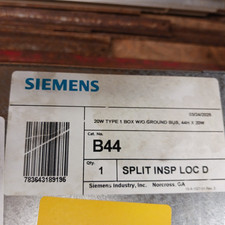 SIEMENS
20W TYPE 1 BOX W/O GROUND BUS, 44H X 20W
Cat. No.
B44
Qty.
1 SPLIT INSP LOC D
783643189196
Siemens Industry, Inc. Norcross, GA